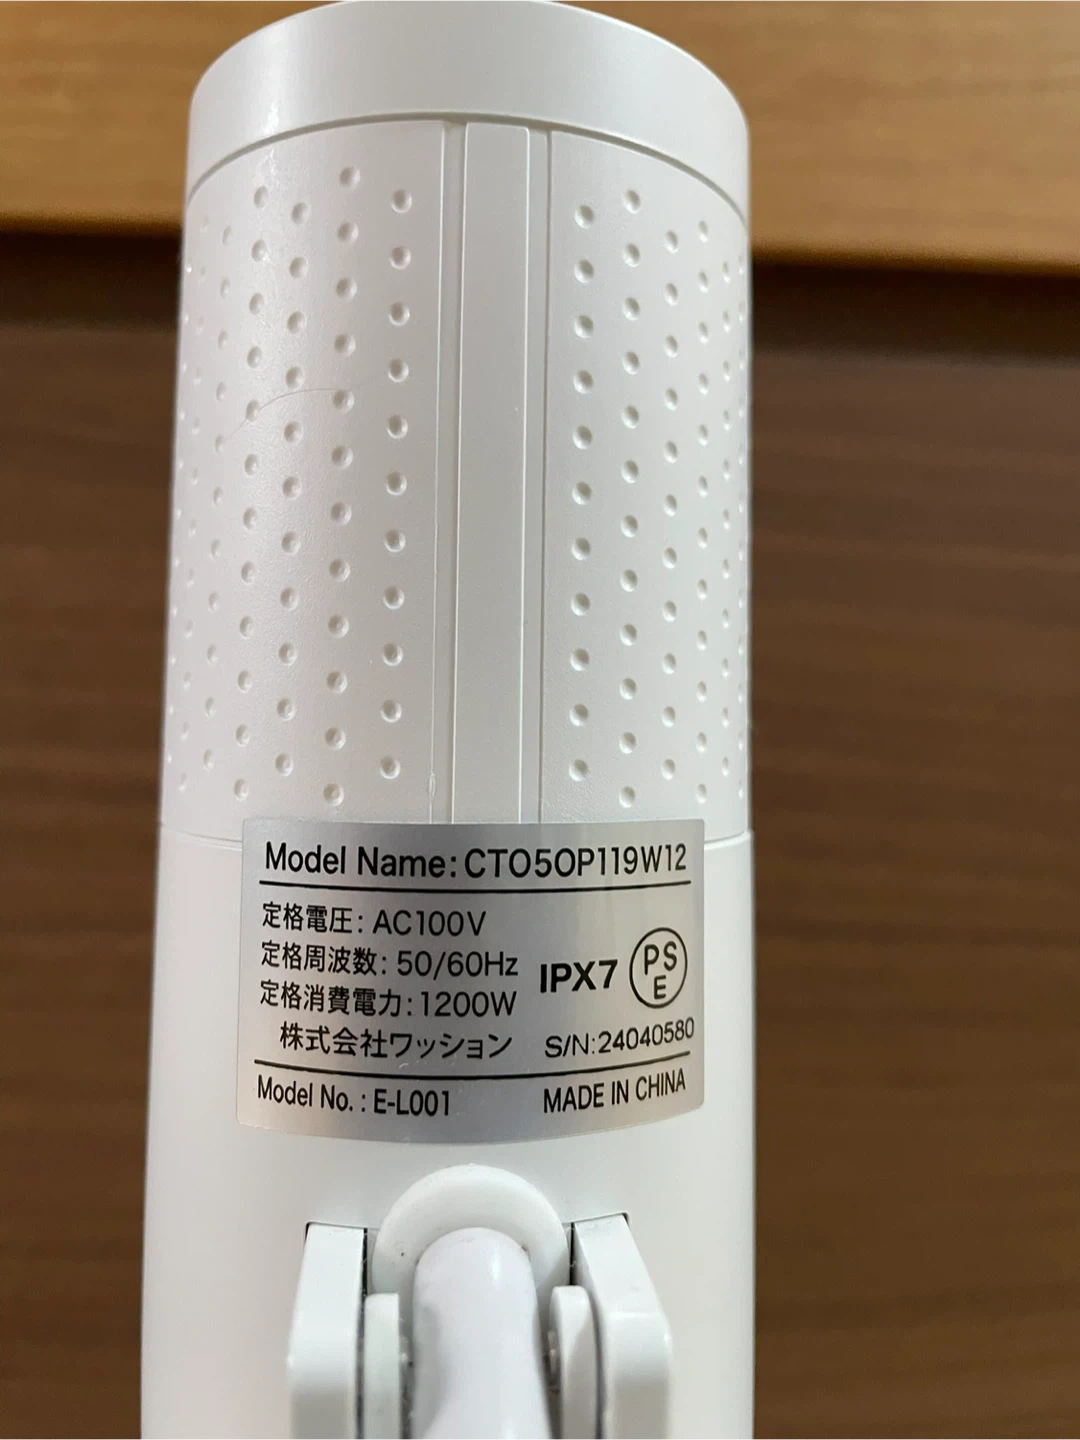 Model Name: CT050P119W12
定格電圧: AC100V
定格周波数: 50/60Hz
定格消費電力: 1200W
IPX7 PSE
株式会社ワッション S/N:24040580
Model No. : E-L001 MADE IN CHINA